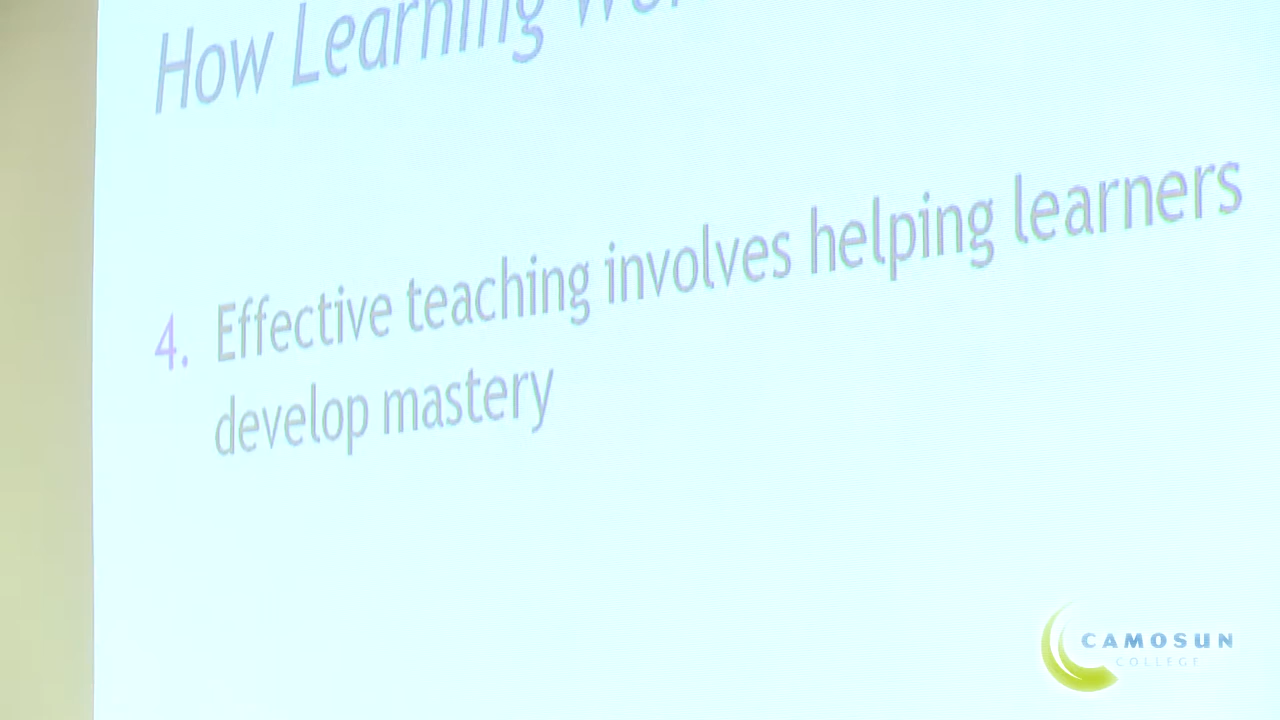 How Learning
4. Effective teaching involves helping learners
develop mastery
CAMOSUN
COLLEGE